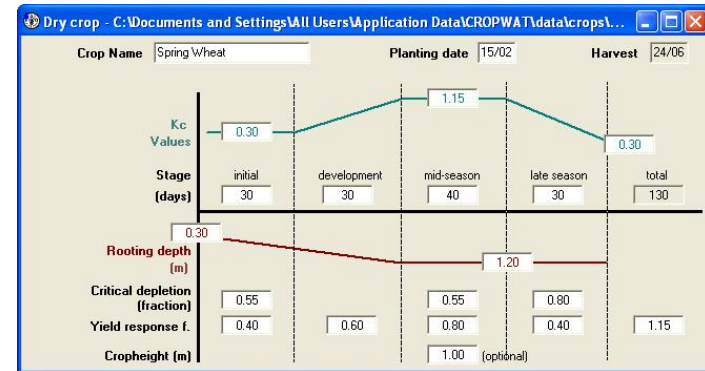 Dry crop - C:\Documents and Settings\All Users\Application Data\CROPWAT\data\crops\...
Crop Name Spring Wheat Planting date 15/02 Harvest 24/06
1.15
Kc
Values
0.30
0.30
Stage initial development mid-season late season total
(days) 30 30 40 30 130
0.30
Rooting depth
(m)
1.20
Critical depletion
(fraction)
0.55 0.55 0.80
Yield response f. 0.40 0.60 0.80 0.40 1.15
Cropheight (m) 1.00 (optional)